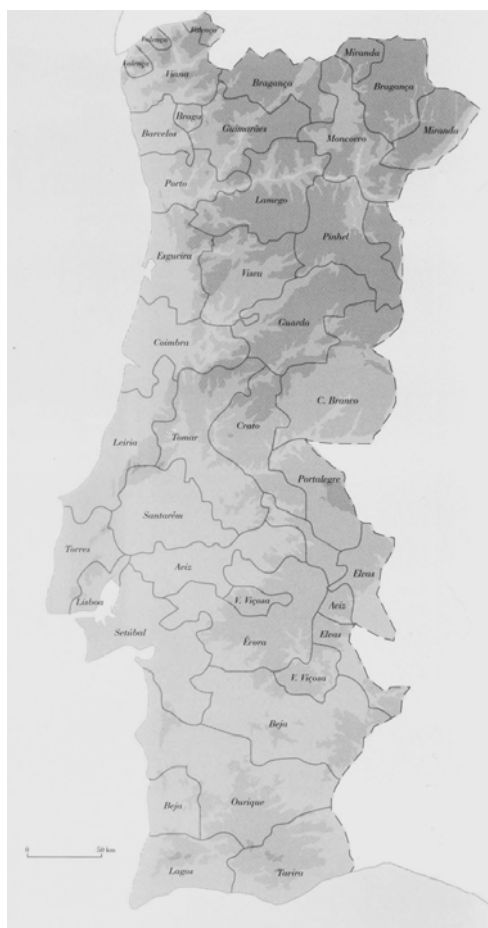 Valença
Valença
Valença
Viana
Bragança
Miranda
Bragança
Braga
Barcelos
Guimarães
Moncorvo
Miranda
Porto
Lamego
Pinhel
Esgueira
Viseu
Guarda
Coimbra
C. Branco
Leiria
Tomar
Crato
Portalegre
Santarém
Torres
Aviz
Elvas
V. Viçosa
Aviz
Lisboa
Setúbal
Évora
Elvas
V. Viçosa
Beja
Beja
Ourique
Lagos
Tavira
0 50 km